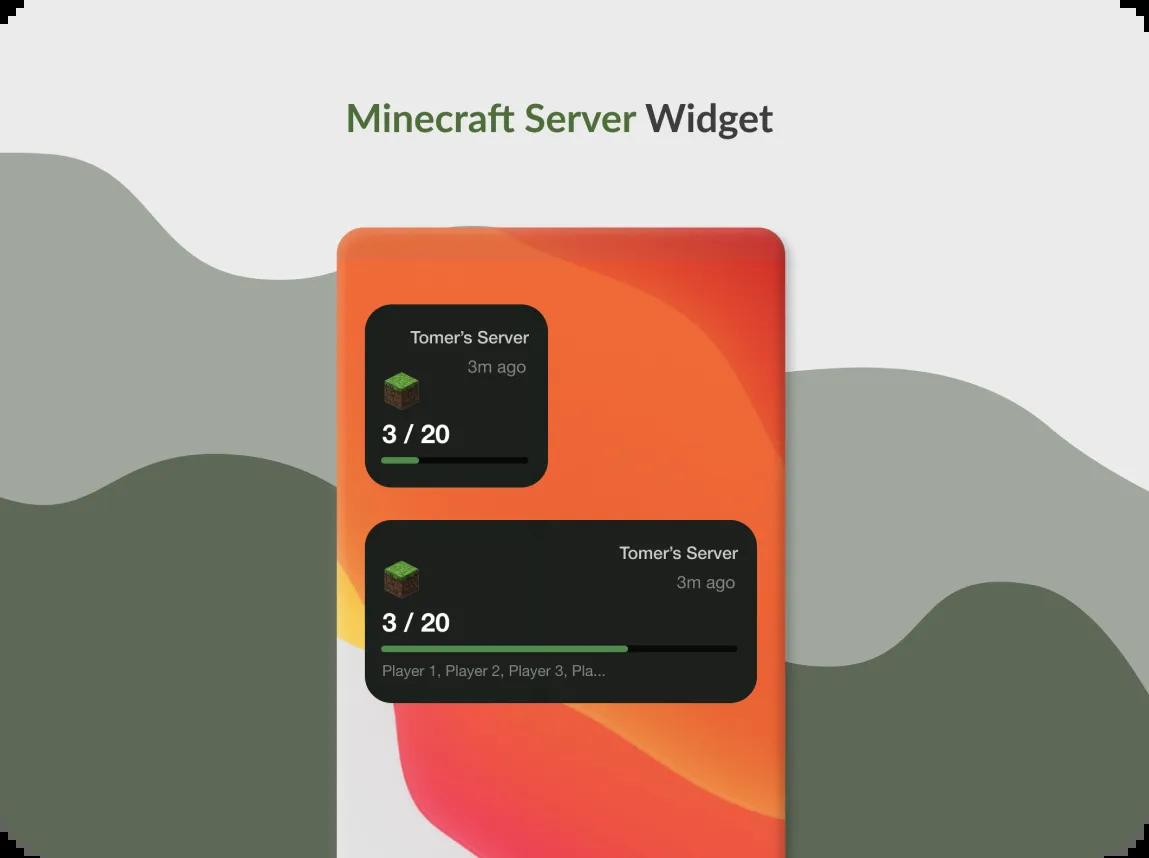 Minecraft Server Widget
Tomer’s Server
3m ago
3 / 20
Tomer’s Server
3m ago
3 / 20
Player 1, Player 2, Player 3, Pla...